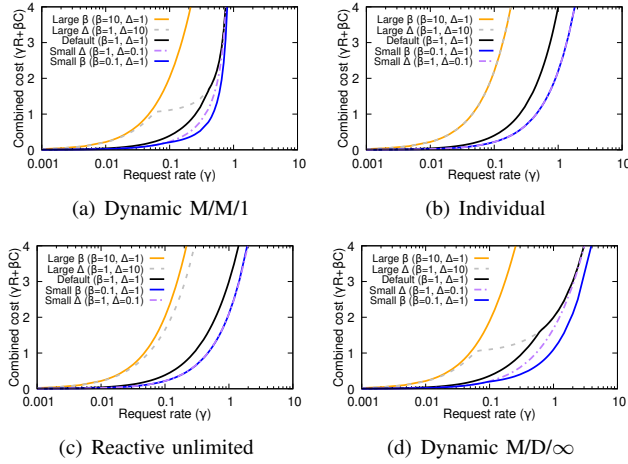 Combined cost (γR+βC)
4
3
2
1
0
Large β (β=10, Δ=1)
Large Δ (β=1, Δ=10)
Default (β=1, Δ=1)
Small Δ (β=1, Δ=0.1)
Small β (β=0.1, Δ=1)
0.001 0.01 0.1 1 10
Request rate (γ)
(a) Dynamic M/M/1
Combined cost (γR+βC)
4
3
2
1
0
Large β (β=10, Δ=1)
Large Δ (β=1, Δ=10)
Default (β=1, Δ=1)
Small β (β=0.1, Δ=1)
Small Δ (β=1, Δ=0.1)
0.001 0.01 0.1 1 10
Request rate (γ)
(b) Individual
Combined cost (γR+βC)
4
3
2
1
0
Large β (β=10, Δ=1)
Large Δ (β=1, Δ=10)
Default (β=1, Δ=1)
Small β (β=0.1, Δ=1)
Small Δ (β=1, Δ=0.1)
0.001 0.01 0.1 1 10
Request rate (γ)
(c) Reactive unlimited
Combined cost (γR+βC)
4
3
2
1
0
Large β (β=10, Δ=1)
Large Δ (β=1, Δ=10)
Default (β=1, Δ=1)
Small Δ (β=1, Δ=0.1)
Small β (β=0.1, Δ=1)
0.001 0.01 0.1 1 10
Request rate (γ)
(d) Dynamic M/D/∞